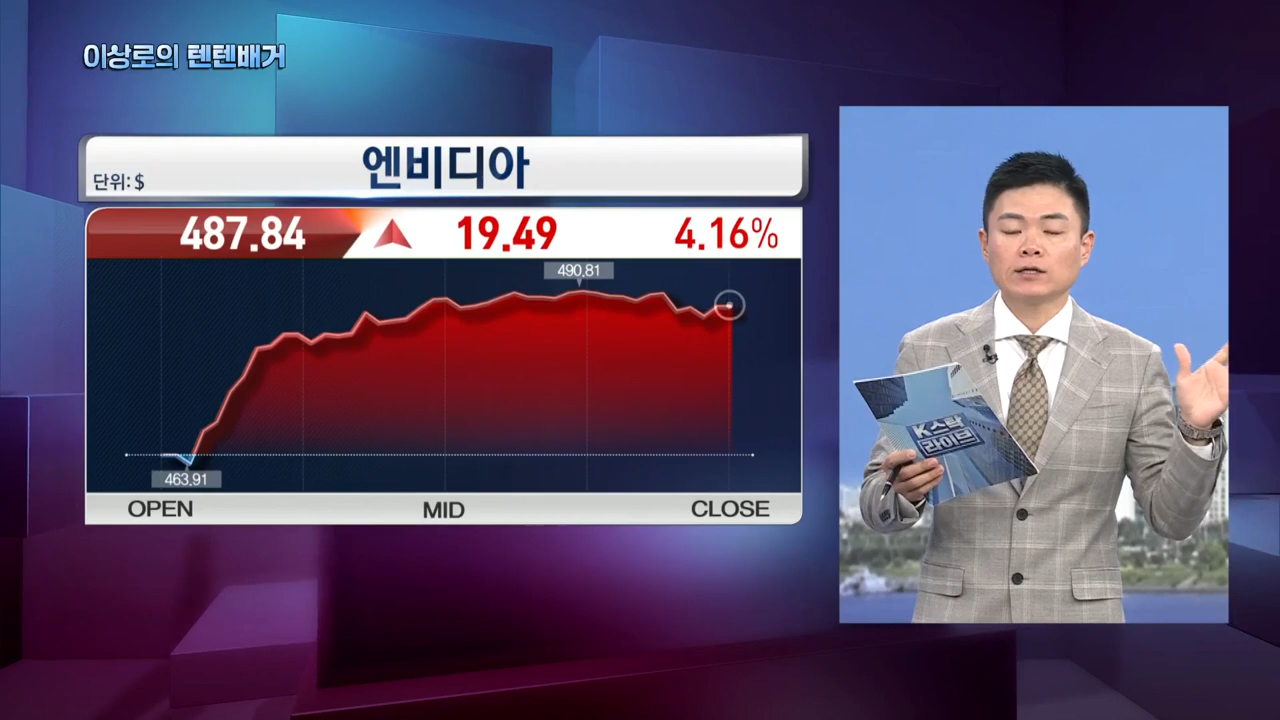 이상로의 텐텐배거
엔비디아
단위: $
487.84 19.49 4.16%
490.81
463.91
OPEN MID CLOSE
K스탁
라이브